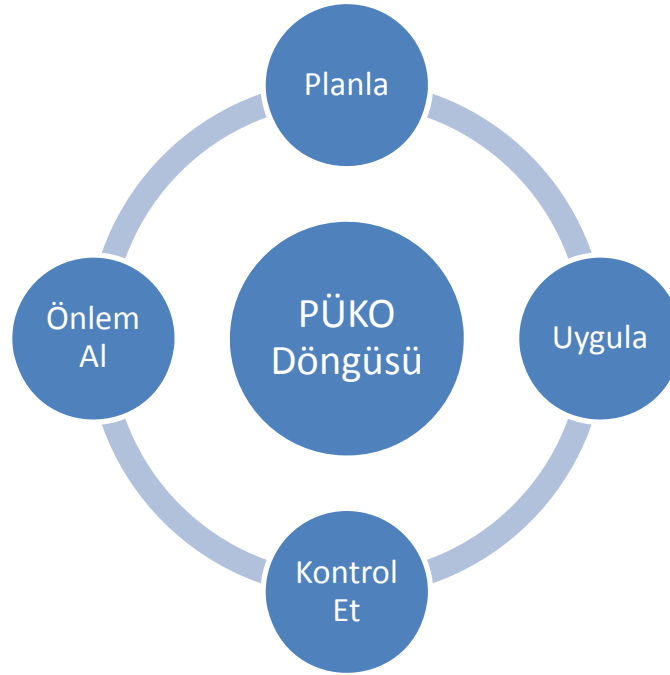 Planla
Önlem
Al
PÜKO
Döngüsü
Uygula
Kontrol
Et